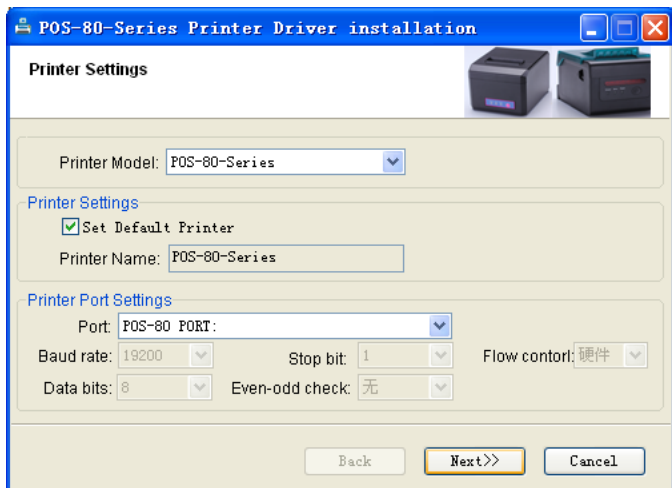 POS-80-Series Printer Driver installation
Printer Settings
Printer Model: POS-80-Series
Printer Settings
Set Default Printer
Printer Name: POS-80-Series
Printer Port Settings
Port: POS-80 PORT:
Baud rate: 19200 Stop bit: 1 Flow contorl: 硬件
Data bits: 8 Even-odd check: 无
Back Next>> Cancel